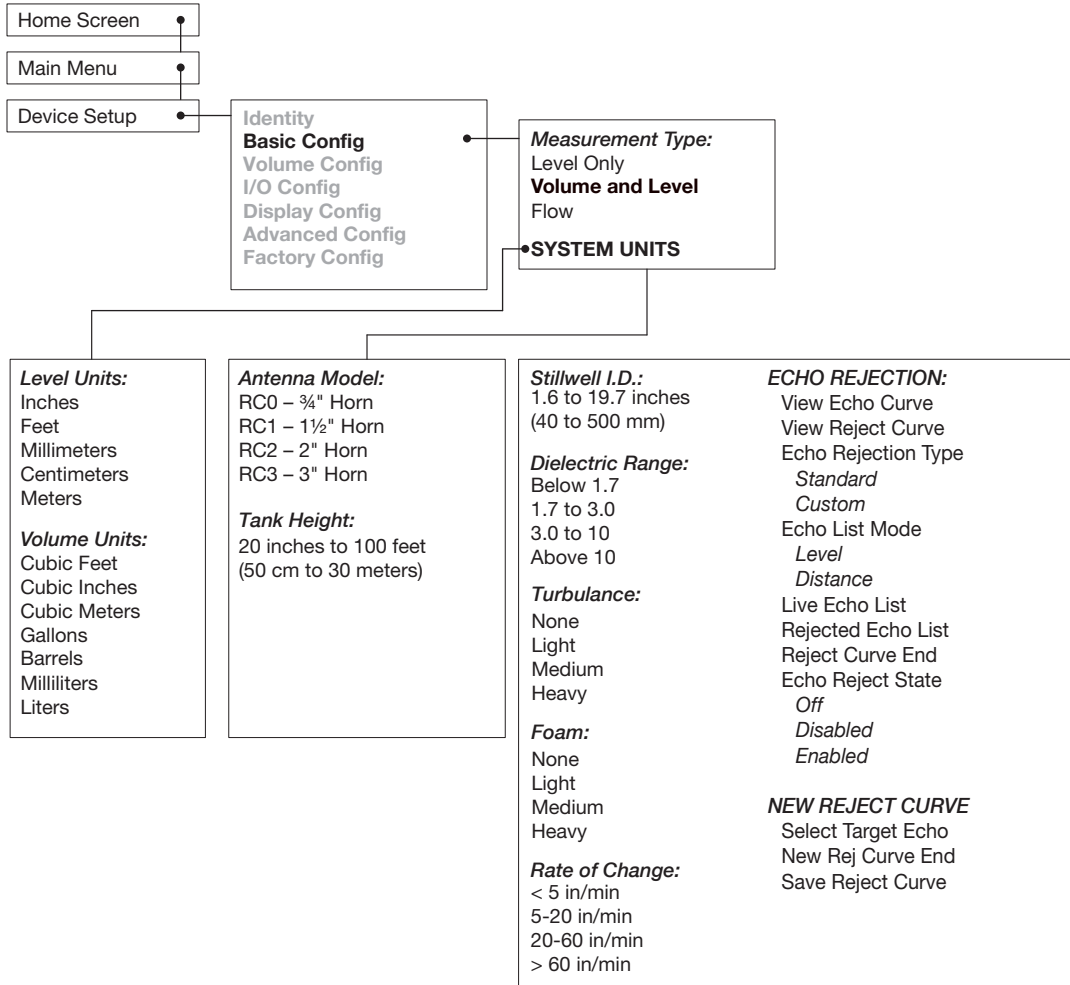 Home Screen
Main Menu
Device Setup
Identity
Basic Config
Volume Config
I/O Config
Display Config
Advanced Config
Factory Config
Measurement Type:
Level Only
Volume and Level
Flow
SYSTEM UNITS
Level Units:
Inches
Feet
Millimeters
Centimeters
Meters
Volume Units:
Cubic Feet
Cubic Inches
Cubic Meters
Gallons
Barrels
Milliliters
Liters
Antenna Model:
RC0 – ¾" Horn
RC1 – 1½" Horn
RC2 – 2" Horn
RC3 – 3" Horn
Tank Height:
20 inches to 100 feet
(50 cm to 30 meters)
Stillwell I.D.:
1.6 to 19.7 inches
(40 to 500 mm)
Dielectric Range:
Below 1.7
1.7 to 3.0
3.0 to 10
Above 10
Turbulance:
None
Light
Medium
Heavy
Foam:
None
Light
Medium
Heavy
Rate of Change:
< 5 in/min
5-20 in/min
20-60 in/min
> 60 in/min
ECHO REJECTION:
View Echo Curve
View Reject Curve
Echo Rejection Type
Standard
Custom
Echo List Mode
Level
Distance
Live Echo List
Rejected Echo List
Reject Curve End
Echo Reject State
Off
Disabled
Enabled
NEW REJECT CURVE
Select Target Echo
New Rej Curve End
Save Reject Curve